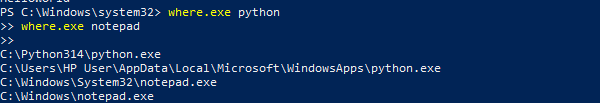 PS C:\Windows\system32> where.exe python
>> where.exe notepad
>>
C:\Python314\python.exe
C:\Users\HP User\AppData\Local\Microsoft\WindowsApps\python.exe
C:\Windows\System32\notepad.exe
C:\Windows\notepad.exe